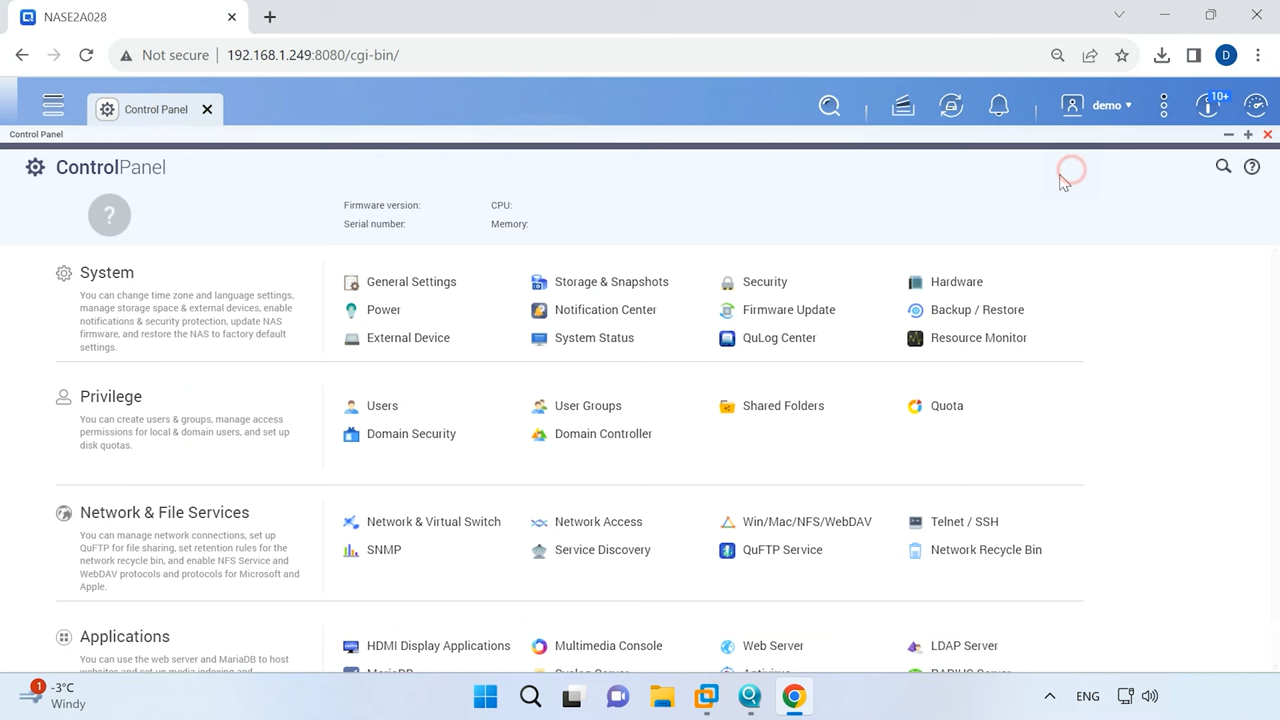 NASE2A028
Not secure 192.168.1.249:8080/cgi-bin/
D
Control Panel
demo
10+
Control Panel
ControlPanel
?
Firmware version:
CPU:
Serial number:
Memory:
System
You can change time zone and language settings,
manage storage space & external devices, enable
notifications & security protection, update NAS
firmware, and restore the NAS to factory default
settings.
General Settings
Storage & Snapshots
Security
Hardware
Power
Notification Center
Firmware Update
Backup / Restore
External Device
System Status
QuLog Center
Resource Monitor
Privilege
You can create users & groups, manage access
permissions for local & domain users, and set up
disk quotas.
Users
User Groups
Shared Folders
Quota
Domain Security
Domain Controller
Network & File Services
You can manage network connections, set up
QuFTP for file sharing, set retention rules for the
network recycle bin, and enable NFS Service and
WebDAV protocols and protocols for Microsoft and
Apple.
Network & Virtual Switch
Network Access
Win/Mac/NFS/WebDAV
Telnet / SSH
SNMP
Service Discovery
QuFTP Service
Network Recycle Bin
Applications
You can use the web server and MariaDB to host
HDMI Display Applications
Multimedia Console
Web Server
LDAP Server
1
-3°C
Windy
ENG